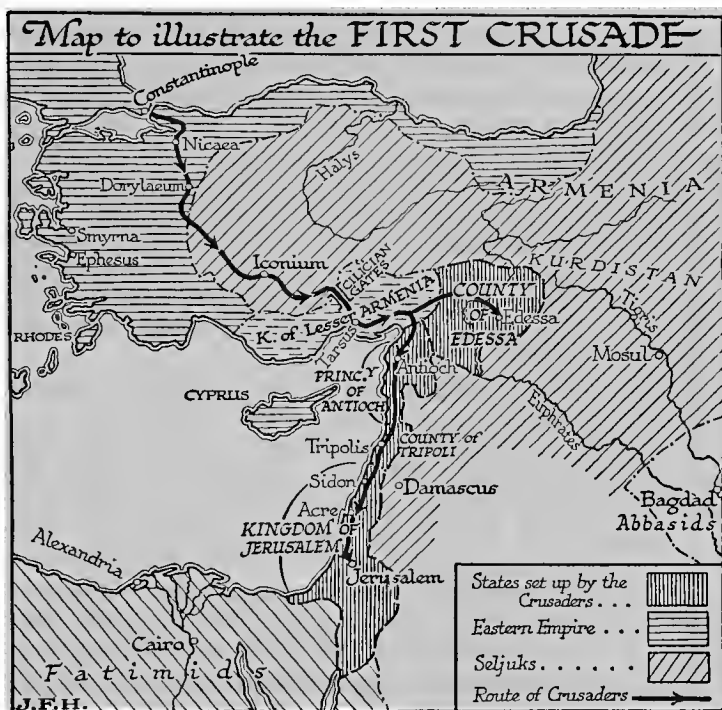 Map to illustrate the FIRST CRUSADE
Constantinople
Nicaea
Halys
Dorylaeum
ARMENIA
Smyrna
Ephesus
Iconium
CILICIAN
GATES
KURDISTAN
K. of Lesser ARMENIA
COUNTY
OF
EDESSA
Edessa
Tigris
RHODES
Tarsus
Mosul
Antioch
PRINC.Y
OF
ANTIOCH
CYPRUS
Euphrates
Tripolis
COUNTY of
TRIPOLI
Sidon
Damascus
Acre
KINGDOM OF
JERUSALEM
Bagdad
Abbasids
Alexandria
Jerusalem
Cairo
Fatimids
J.F.H.
States set up by the
Crusaders . . .
Eastern Empire . . .
Seljuks . . . . . .
Route of Crusaders